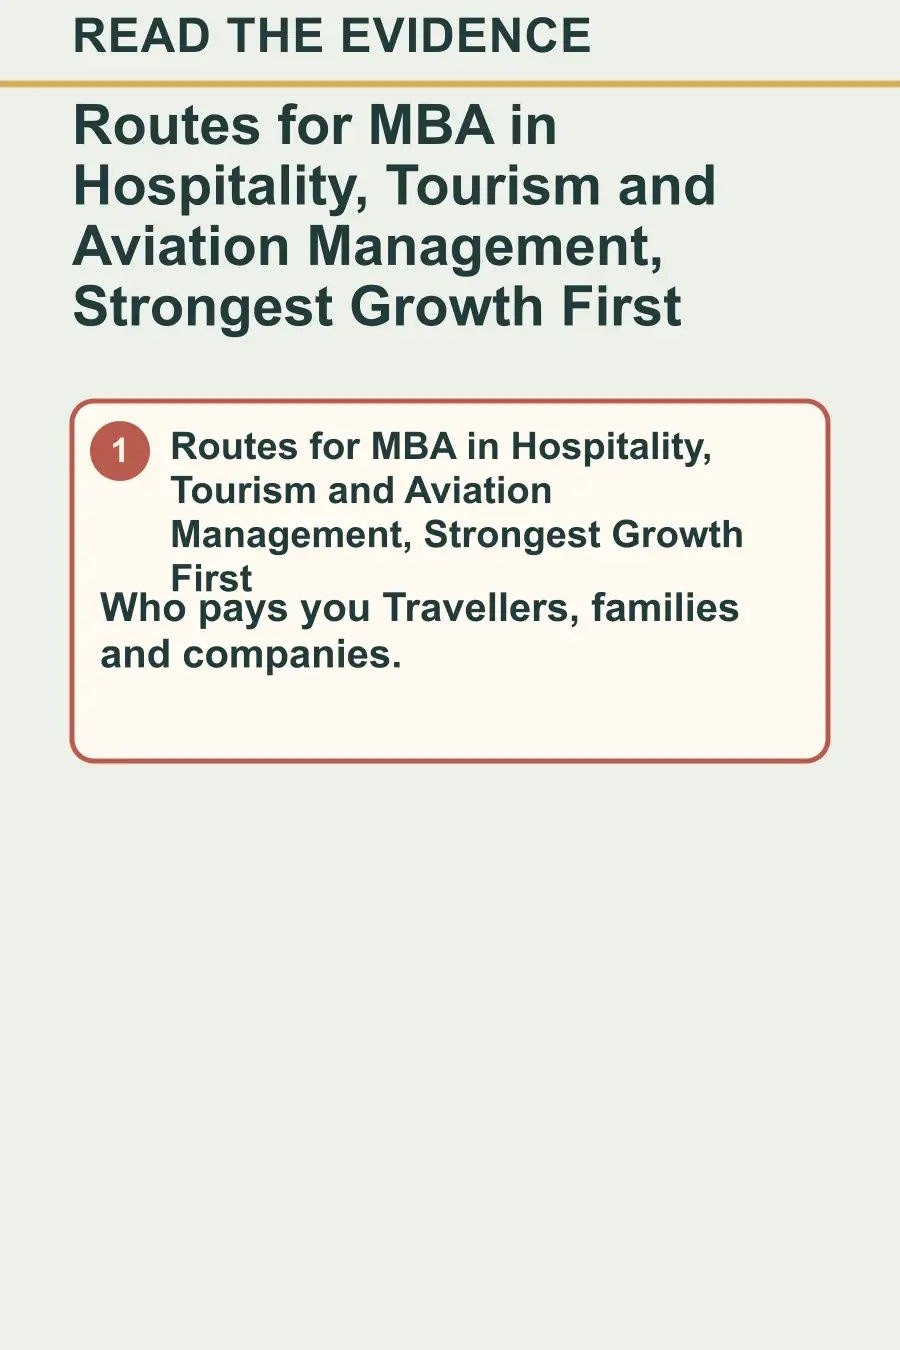 READ THE EVIDENCE
Routes for MBA in
Hospitality, Tourism and
Aviation Management,
Strongest Growth First
1
Routes for MBA in Hospitality,
Tourism and Aviation
Management, Strongest Growth
First
Who pays you Travellers, families
and companies.